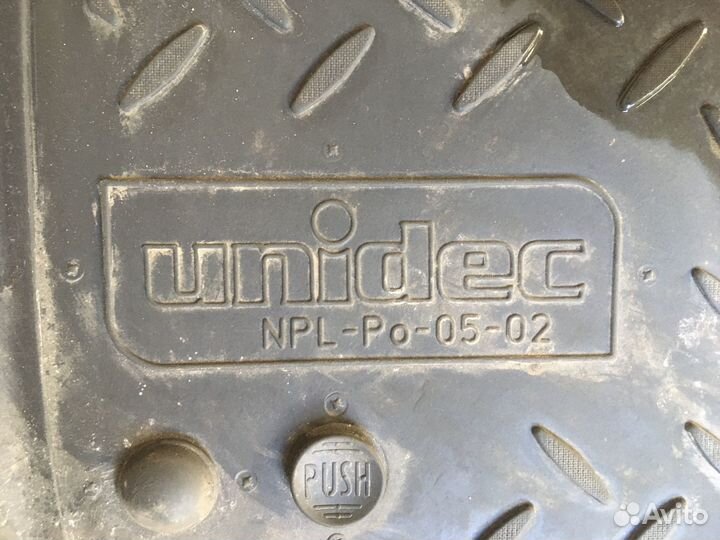 unidec
NPL-Po-05-02
PUSH
Avito